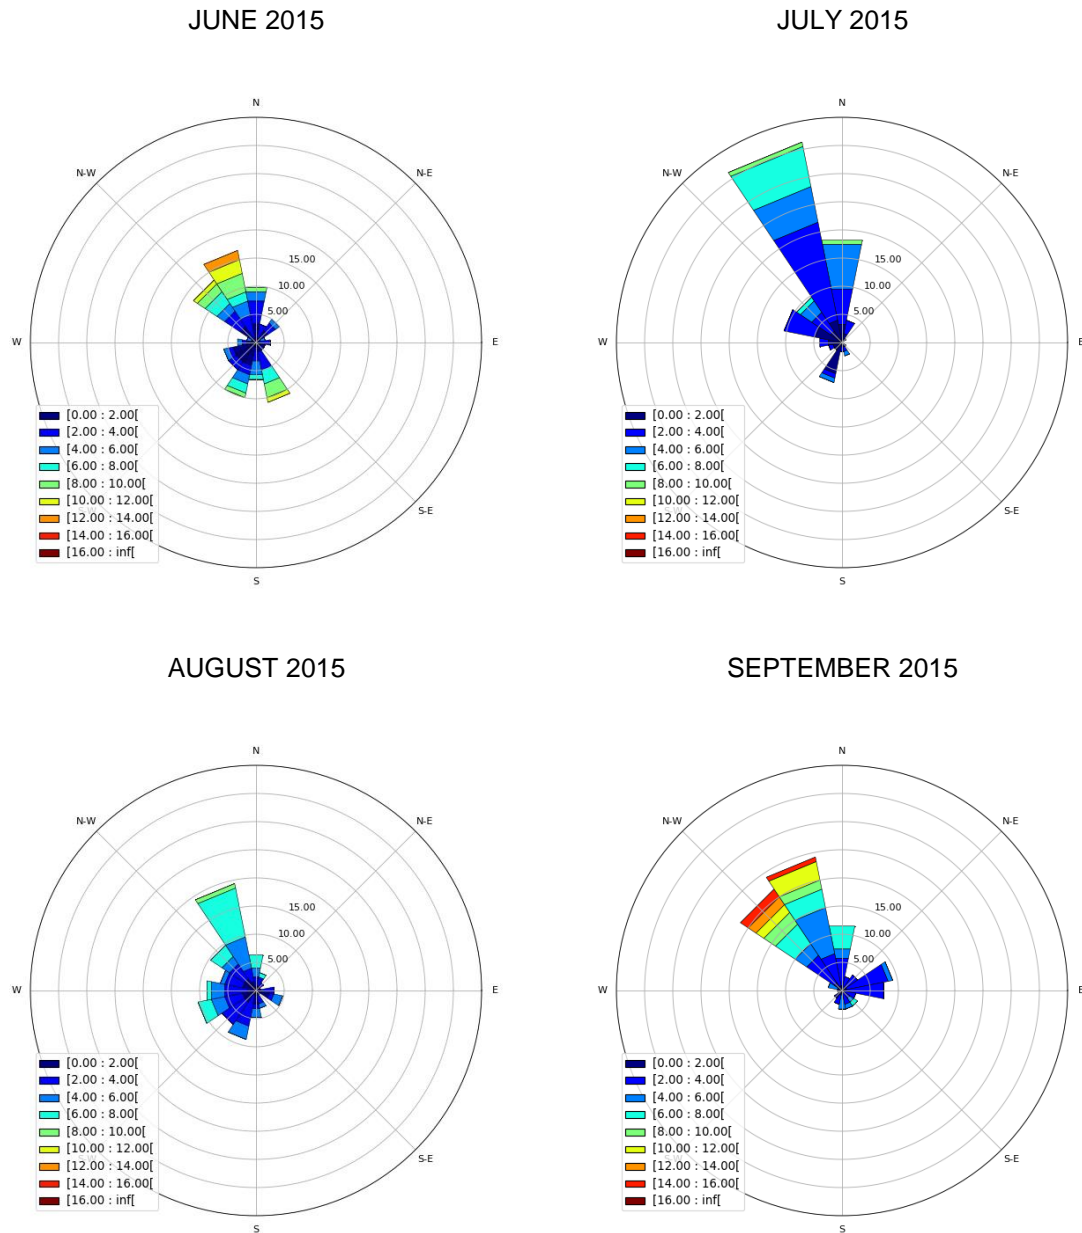 JUNE 2015
N
N-W
N-E
15.00
10.00
5.00
W
E
[0.00 : 2.00[
[2.00 : 4.00[
[4.00 : 6.00[
[6.00 : 8.00[
[8.00 : 10.00[
[10.00 : 12.00[
[12.00 : 14.00[
[14.00 : 16.00[
[16.00 : inf[
S-W
S-E
S
JULY 2015
N
N-W
N-E
15.00
10.00
5.00
W
E
[0.00 : 2.00[
[2.00 : 4.00[
[4.00 : 6.00[
[6.00 : 8.00[
[8.00 : 10.00[
[10.00 : 12.00[
[12.00 : 14.00[
[14.00 : 16.00[
[16.00 : inf[
S-W
S-E
S
AUGUST 2015
N
N-W
N-E
15.00
10.00
5.00
W
E
[0.00 : 2.00[
[2.00 : 4.00[
[4.00 : 6.00[
[6.00 : 8.00[
[8.00 : 10.00[
[10.00 : 12.00[
[12.00 : 14.00[
[14.00 : 16.00[
[16.00 : inf[
S-W
S-E
S
SEPTEMBER 2015
N
N-W
N-E
15.00
10.00
5.00
W
E
[0.00 : 2.00[
[2.00 : 4.00[
[4.00 : 6.00[
[6.00 : 8.00[
[8.00 : 10.00[
[10.00 : 12.00[
[12.00 : 14.00[
[14.00 : 16.00[
[16.00 : inf[
S-W
S-E
S